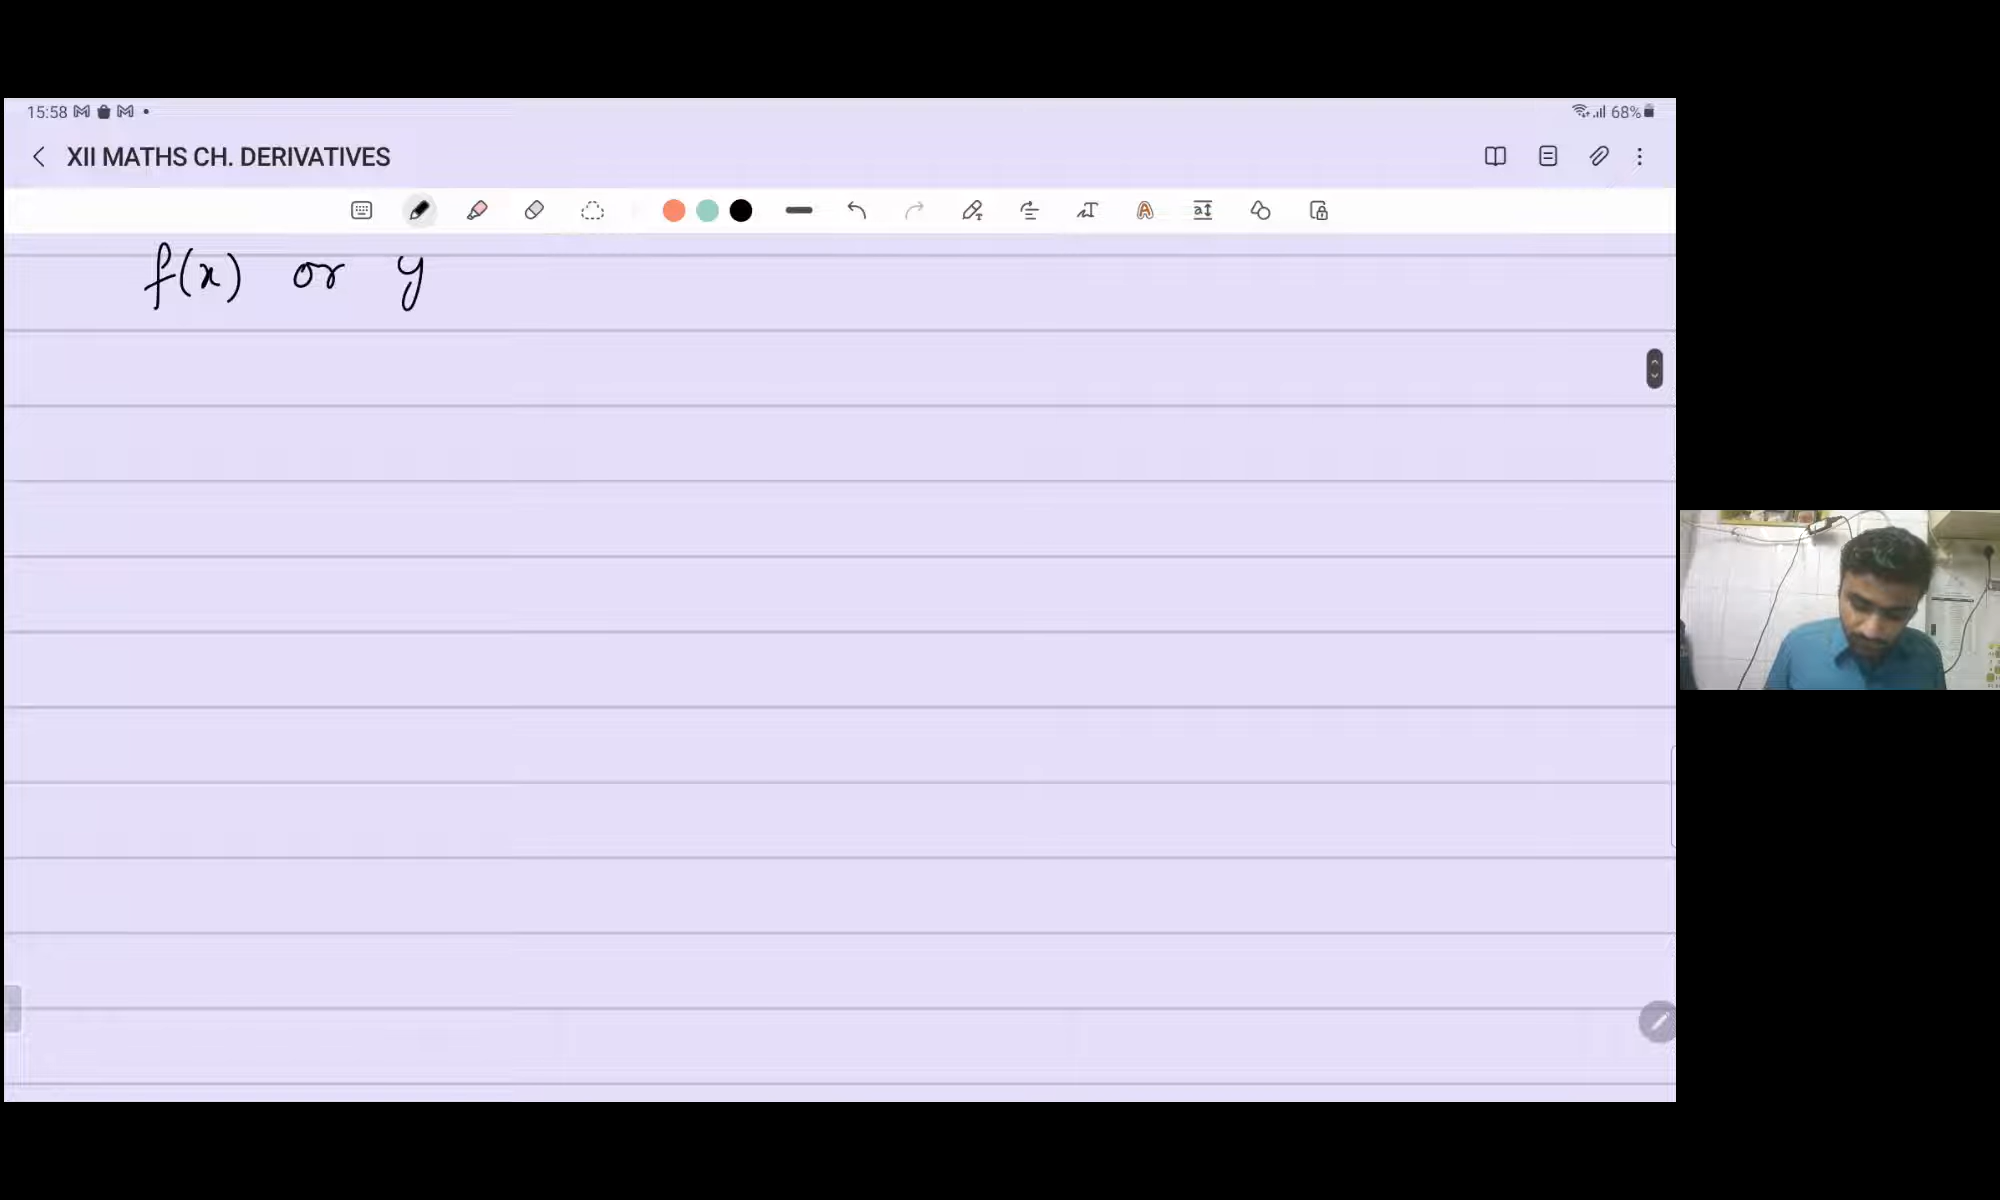 15:58
68%
XII MATHS CH. DERIVATIVES
f(x) or y